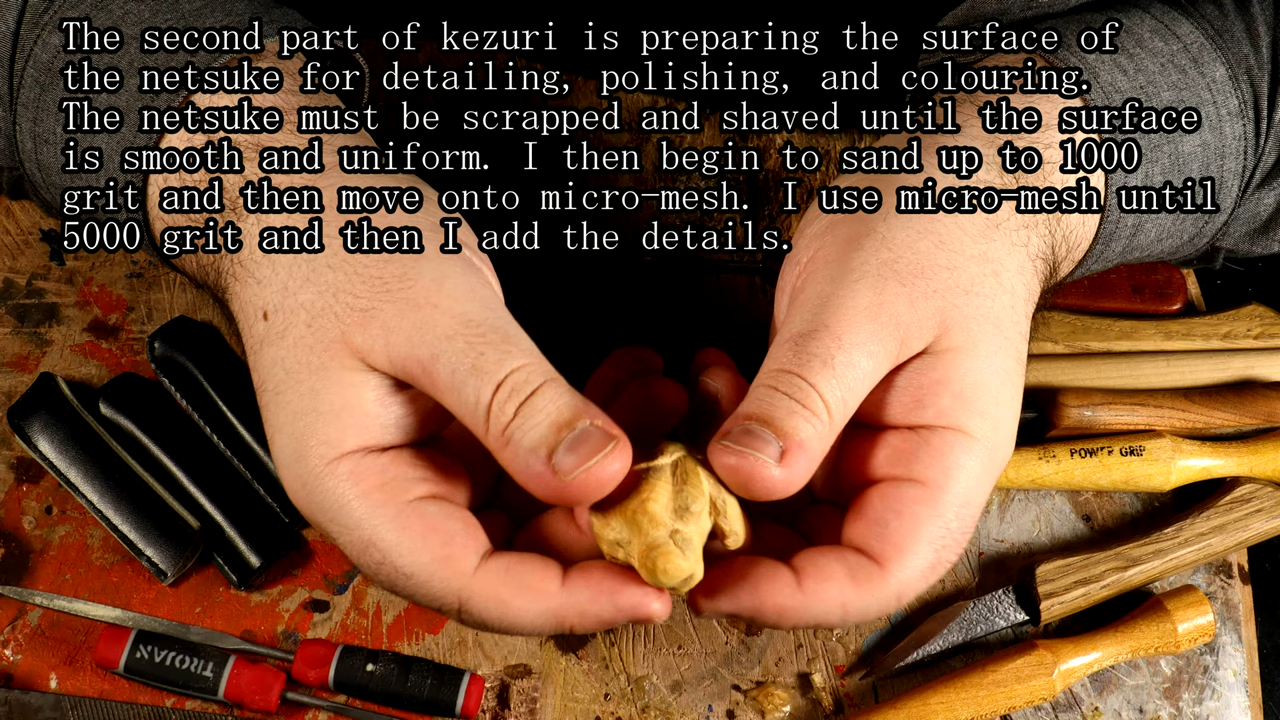 The second part of kezuri is preparing the surface of
the netsuke for detailing, polishing, and colouring.
The netsuke must be scrapped and shaved until the surface
is smooth and uniform. I then begin to sand up to 1000
grit and then move onto micro-mesh. I use micro-mesh until
5000 grit and then I add the details.
POWER GRIP
TROJAN